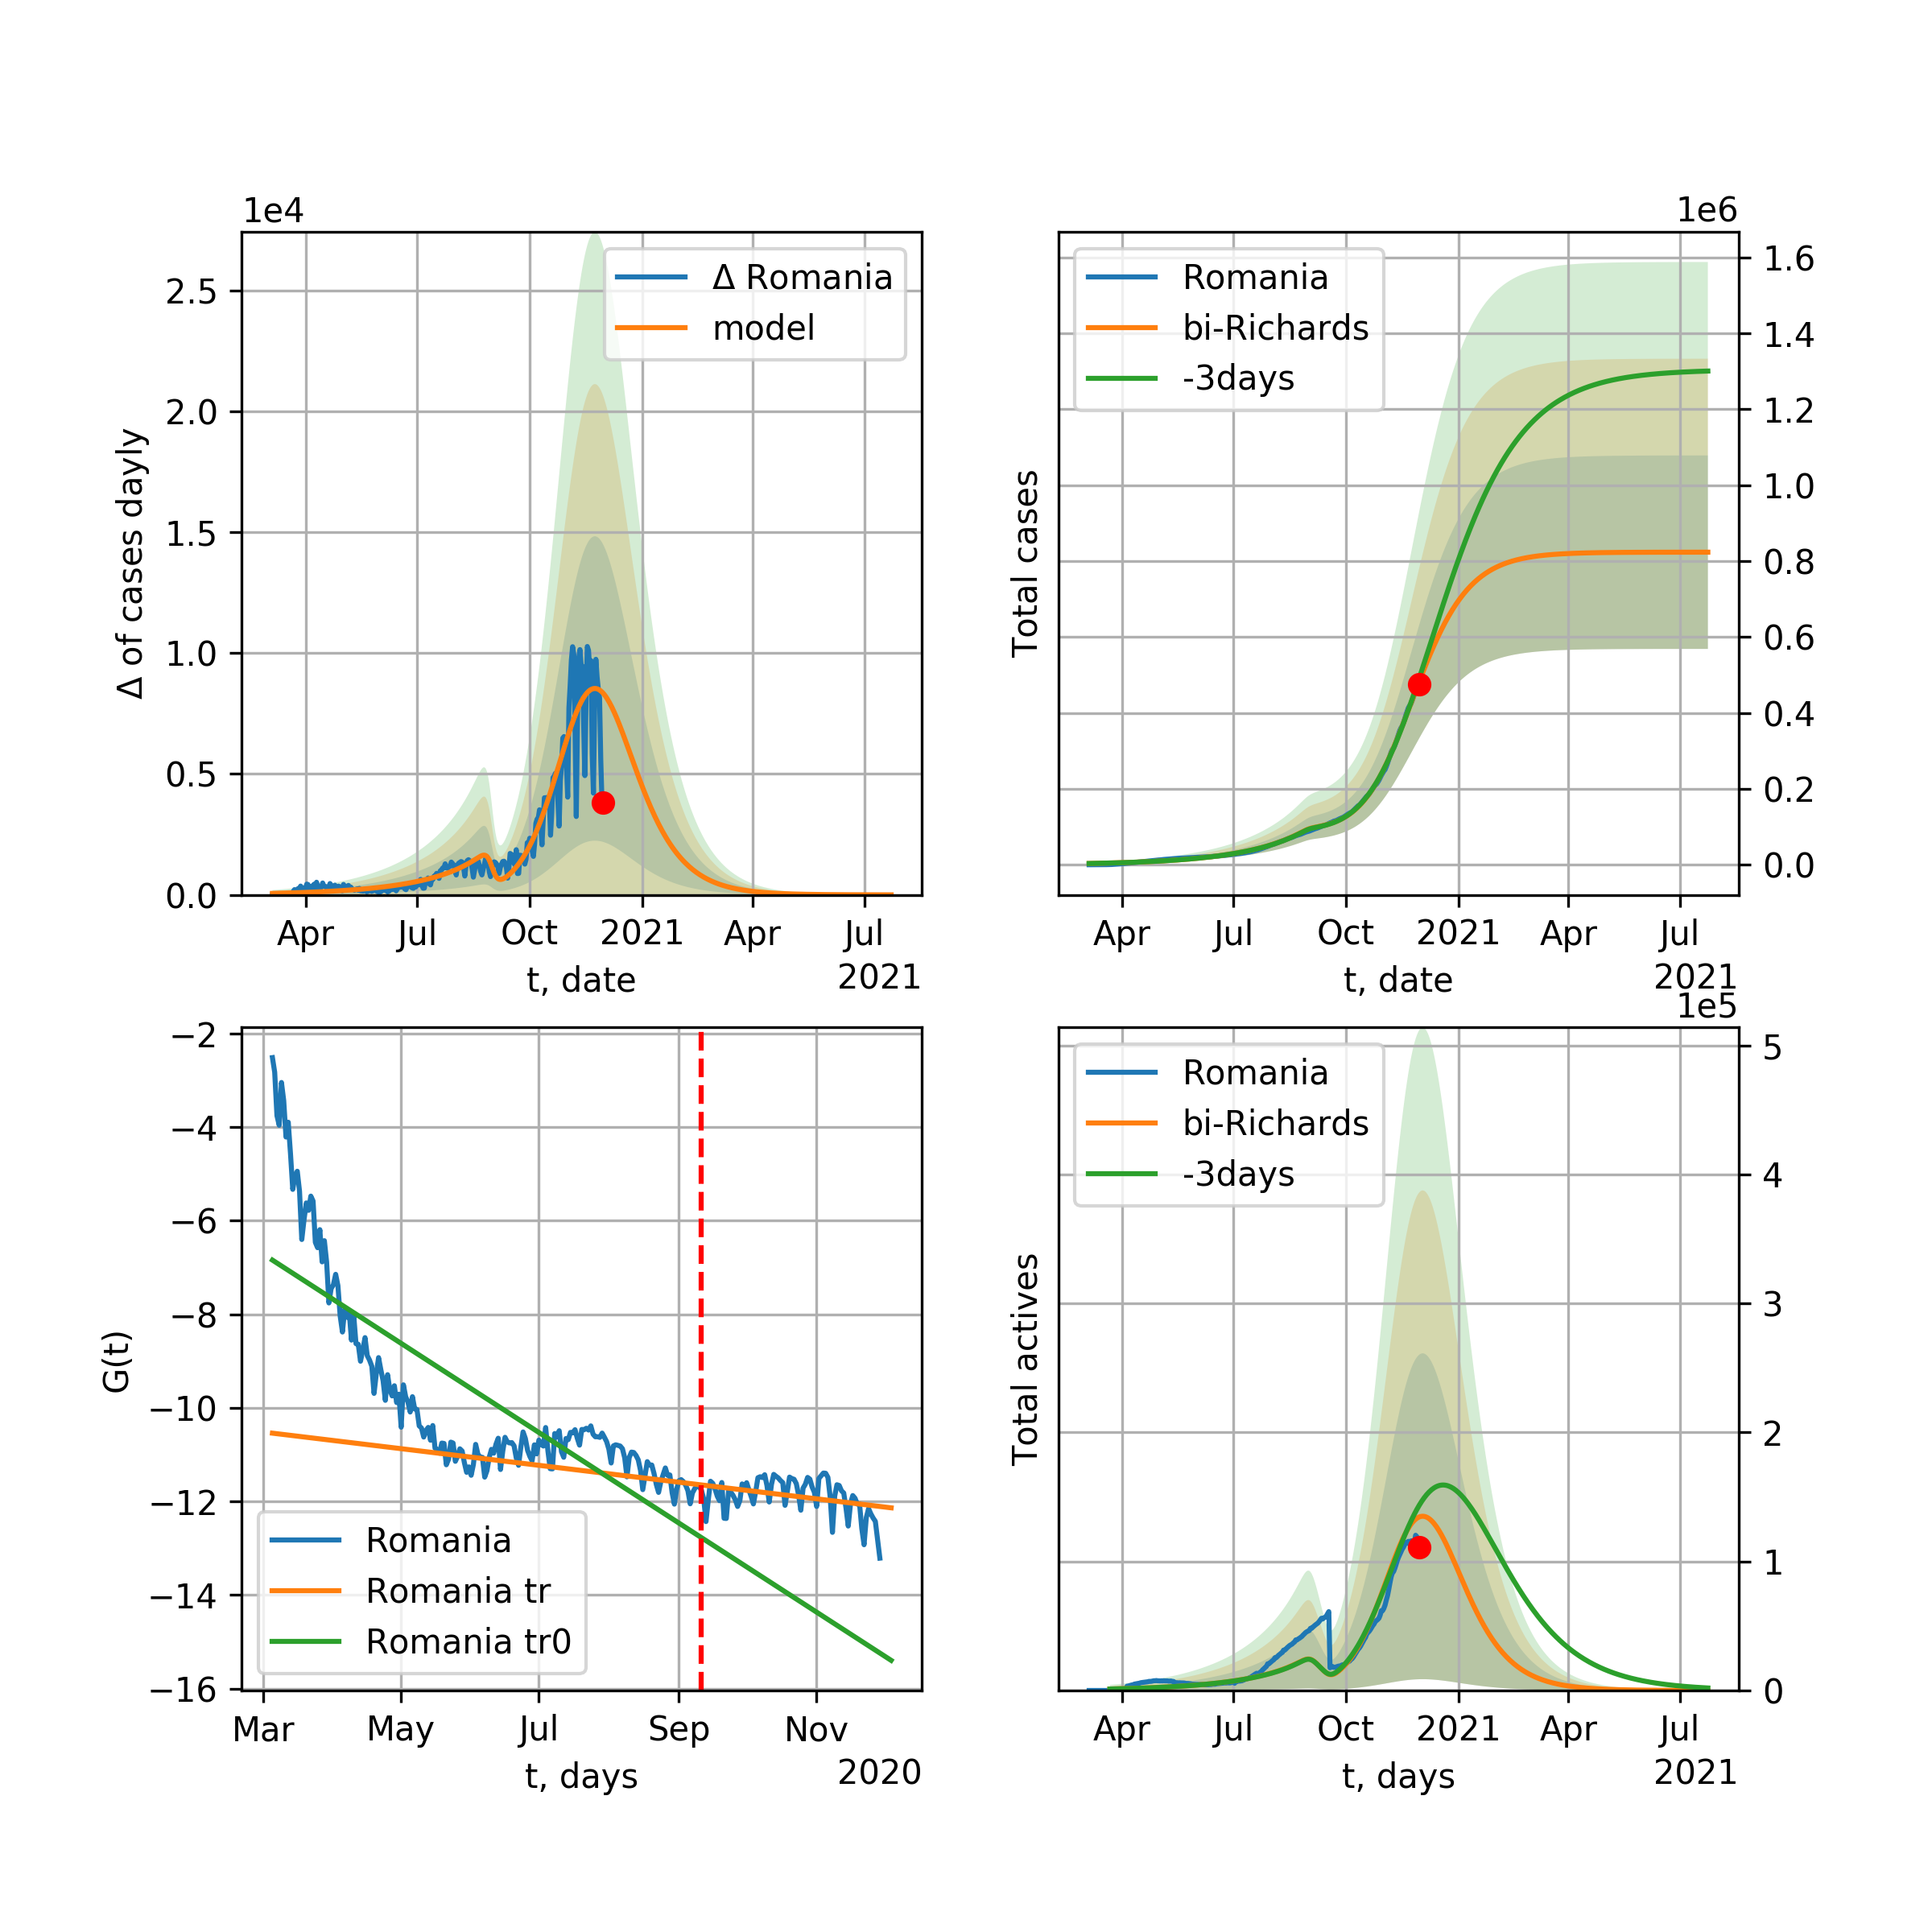 1e4
Δ of cases dayly
2.5
2.0
1.5
1.0
0.5
0.0
Δ Romania
model
Apr Jul Oct 2021 Apr Jul
t, date
2021
1e6
Total cases
Romania
bi-Richards
-3days
1.6
1.4
1.2
1.0
0.8
0.6
0.4
0.2
0.0
Apr Jul Oct 2021 Apr Jul
t, date
2021
G(t)
−2
−4
−6
−8
−10
−12
−14
−16
Romania
Romania tr
Romania tr0
Mar May Jul Sep Nov
t, days
2020
1e5
Total actives
Romania
bi-Richards
-3days
5
4
3
2
1
0
Apr Jul Oct 2021 Apr Jul
t, days
2021